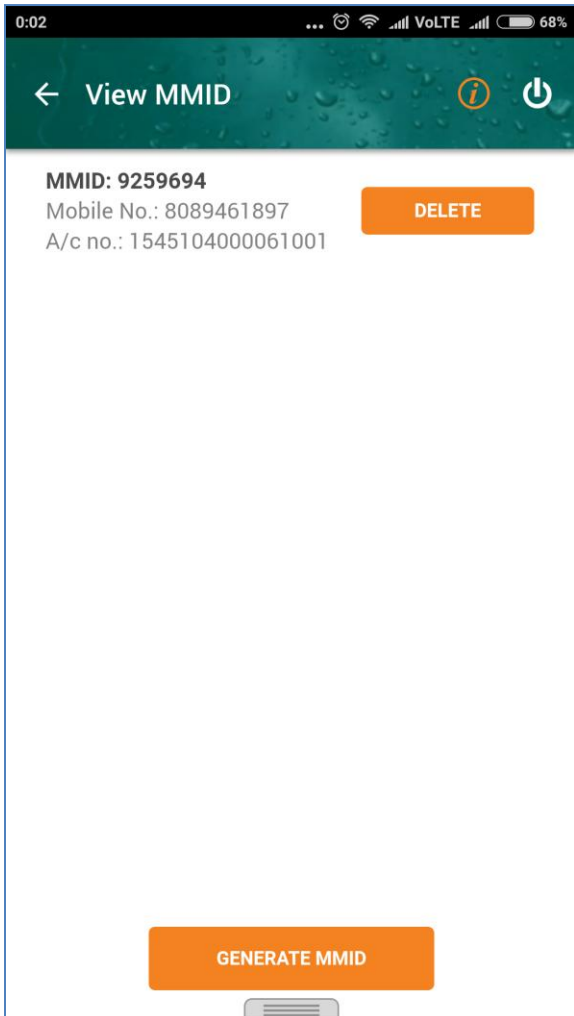 0:02 ... VoLTE 68%
View MMID
MMID: 9259694
Mobile No.: 8089461897
DELETE
A/c no.: 1545104000061001
GENERATE MMID